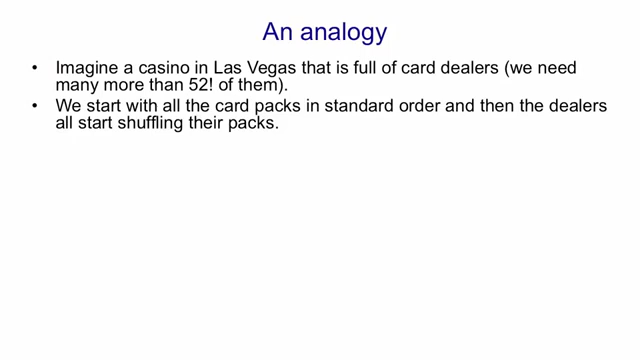 An analogy
• Imagine a casino in Las Vegas that is full of card dealers (we need
many more than 52! of them).
• We start with all the card packs in standard order and then the dealers
all start shuffling their packs.